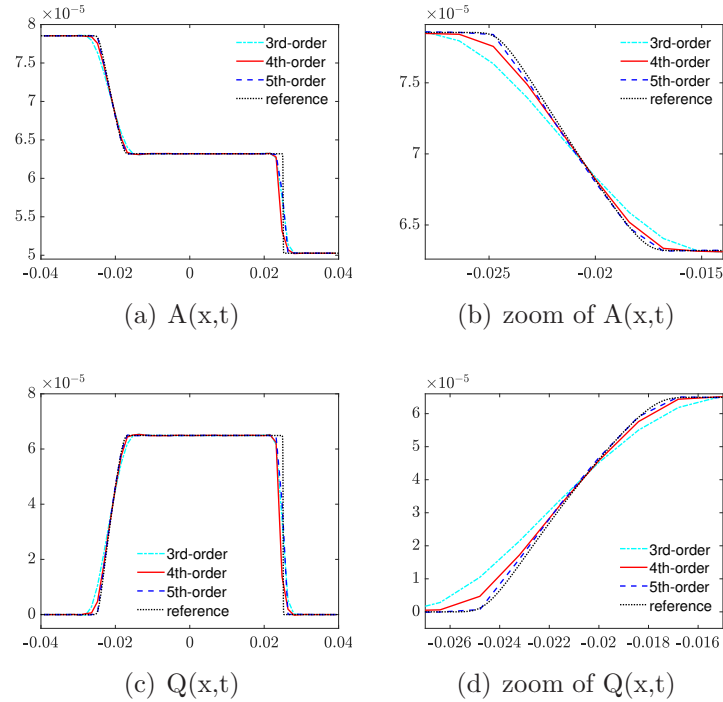 ×10⁻⁵
8
7.5
7
6.5
6
5.5
5
-0.04 -0.02 0 0.02 0.04
3rd-order
4th-order
5th-order
reference
(a) A(x,t)
×10⁻⁵
7.5
7
6.5
-0.025 -0.02 -0.015
3rd-order
4th-order
5th-order
reference
(b) zoom of A(x,t)
×10⁻⁵
8
6
4
2
0
-0.04 -0.02 0 0.02 0.04
3rd-order
4th-order
5th-order
reference
(c) Q(x,t)
×10⁻⁵
6
5
4
3
2
1
0
-0.026 -0.024 -0.022 -0.02 -0.018 -0.016
3rd-order
4th-order
5th-order
reference
(d) zoom of Q(x,t)